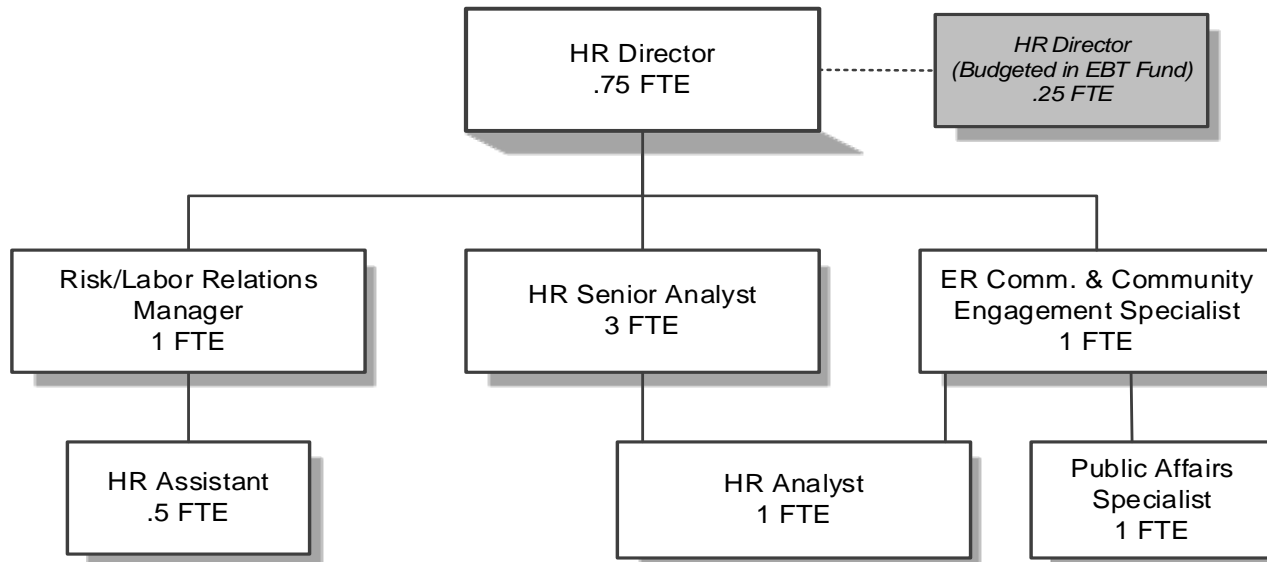 HR Director
.75 FTE
HR Director
(Budgeted in EBT Fund)
.25 FTE
Risk/Labor Relations
Manager
1 FTE
HR Senior Analyst
3 FTE
ER Comm. & Community
Engagement Specialist
1 FTE
HR Assistant
.5 FTE
HR Analyst
1 FTE
Public Affairs
Specialist
1 FTE